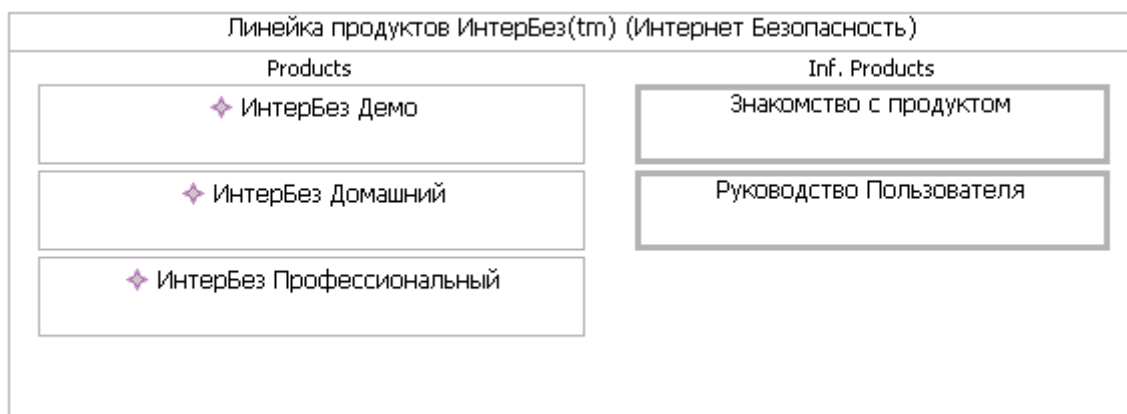 Линейка продуктов ИнтерБез(tm) (Интернет Безопасность)
Products
ИнтерБез Демо
ИнтерБез Домашний
ИнтерБез Профессиональный
Inf. Products
Знакомство с продуктом
Руководство Пользователя